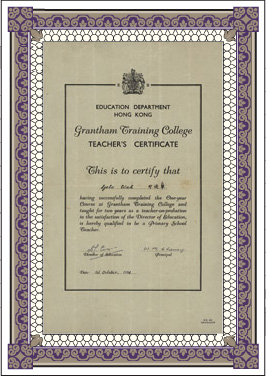 EDUCATION DEPARTMENT
HONG KONG
Grantham Training College
TEACHER'S CERTIFICATE
This is to certify that
having successfully completed the One-year
Course at Grantham Training College and
taught for two years as a teacher-on-probation
to the satisfaction of the Director of Education,
is hereby qualified to be a Primary School
Teacher.
Director of Education
Principal
Date
October,